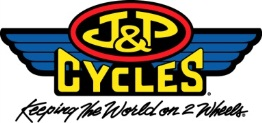 J&P
CYCLES®
Keeping The World on 2 Wheels®